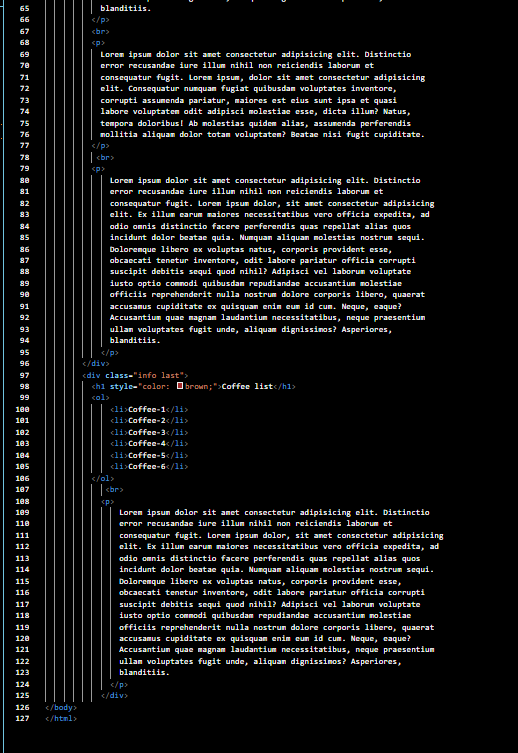 65 blanditiis.
66 </p>
67 <br>
68 <p>
69 Lorem ipsum dolor sit amet consectetur adipisicing elit. Distinctio
70 error recusandae iure illum nihil non reiciendis laborum et
71 consequatur fugit. Lorem ipsum, dolor sit amet consectetur adipisicing
72 elit. Consequatur numquam fugiat quibusdam voluptates inventore,
73 corrupti assumenda pariatur, maiores est eius sunt ipsa et quasi
74 labore voluptatem odit adipisci molestiae esse, dicta illum? Natus,
75 tempora doloribus! Ab molestias quidem alias, assumenda perferendis
76 mollitia aliquam dolor totam voluptatem? Beatae nisi fugit cupiditate.
77 </p>
78 <br>
79 <p>
80 Lorem ipsum dolor sit amet consectetur adipisicing elit. Distinctio
81 error recusandae iure illum nihil non reiciendis laborum et
82 consequatur fugit. Lorem ipsum dolor, sit amet consectetur adipisicing
83 elit. Ex illum earum maiores necessitatibus vero officia expedita, ad
84 odio omnis distinctio facere perferendis quas repellat alias quos
85 incidunt dolor beatae quia. Numquam aliquam molestias nostrum sequi.
86 Doloremque libero ex voluptas natus, corporis provident esse,
87 obcaecati tenetur inventore, odit labore pariatur officia corrupti
88 suscipit debitis sequi quod nihil? Adipisci vel laborum voluptate
89 iusto optio commodi quibusdam repudiandae accusantium molestiae
90 officiis reprehenderit nulla nostrum dolore corporis libero, quaerat
91 accusamus cupiditate ex quisquam enim eum id cum. Neque, eaque?
92 Accusantium quae magnam laudantium necessitatibus, neque praesentium
93 ullam voluptates fugit unde, aliquam dignissimos? Asperiores,
94 blanditiis.
95 </p>
96 </div>
97 <div class="info last">
98 <h1 style="color: brown;">Coffee list</h1>
99 <ol>
100 <li>Coffee-1</li>
101 <li>Coffee-2</li>
102 <li>Coffee-3</li>
103 <li>Coffee-4</li>
104 <li>Coffee-5</li>
105 <li>Coffee-6</li>
106 </ol>
107 <br>
108 <p>
109 Lorem ipsum dolor sit amet consectetur adipisicing elit. Distinctio
110 error recusandae iure illum nihil non reiciendis laborum et
111 consequatur fugit. Lorem ipsum dolor, sit amet consectetur adipisicing
112 elit. Ex illum earum maiores necessitatibus vero officia expedita, ad
113 odio omnis distinctio facere perferendis quas repellat alias quos
114 incidunt dolor beatae quia. Numquam aliquam molestias nostrum sequi.
115 Doloremque libero ex voluptas natus, corporis provident esse,
116 obcaecati tenetur inventore, odit labore pariatur officia corrupti
117 suscipit debitis sequi quod nihil? Adipisci vel laborum voluptate
118 iusto optio commodi quibusdam repudiandae accusantium molestiae
119 officiis reprehenderit nulla nostrum dolore corporis libero, quaerat
120 accusamus cupiditate ex quisquam enim eum id cum. Neque, eaque?
121 Accusantium quae magnam laudantium necessitatibus, neque praesentium
122 ullam voluptates fugit unde, aliquam dignissimos? Asperiores,
123 blanditiis.
124 </p>
125 </div>
126 </body>
127 </html>